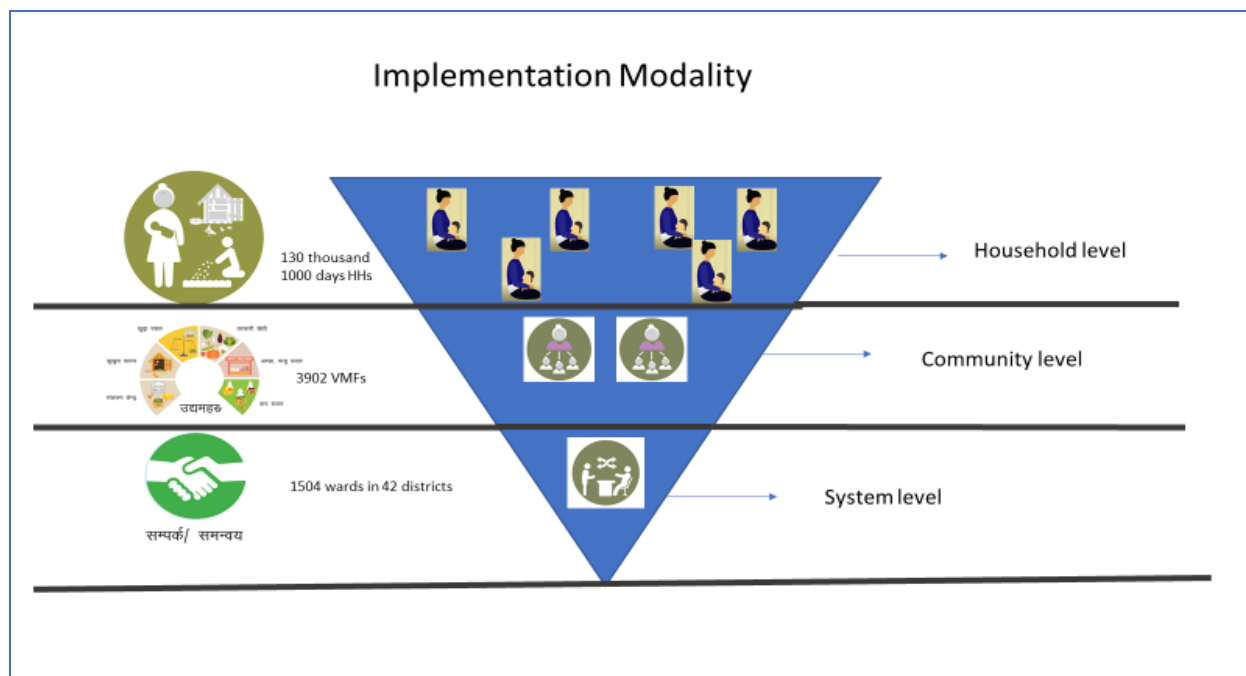 Implementation Modality
130 thousand
1000 days HHs
Household level
3902 VMFs
उद्यमहरु
Community level
1504 wards in 42 districts
System level
सम्पर्क/ समन्वय